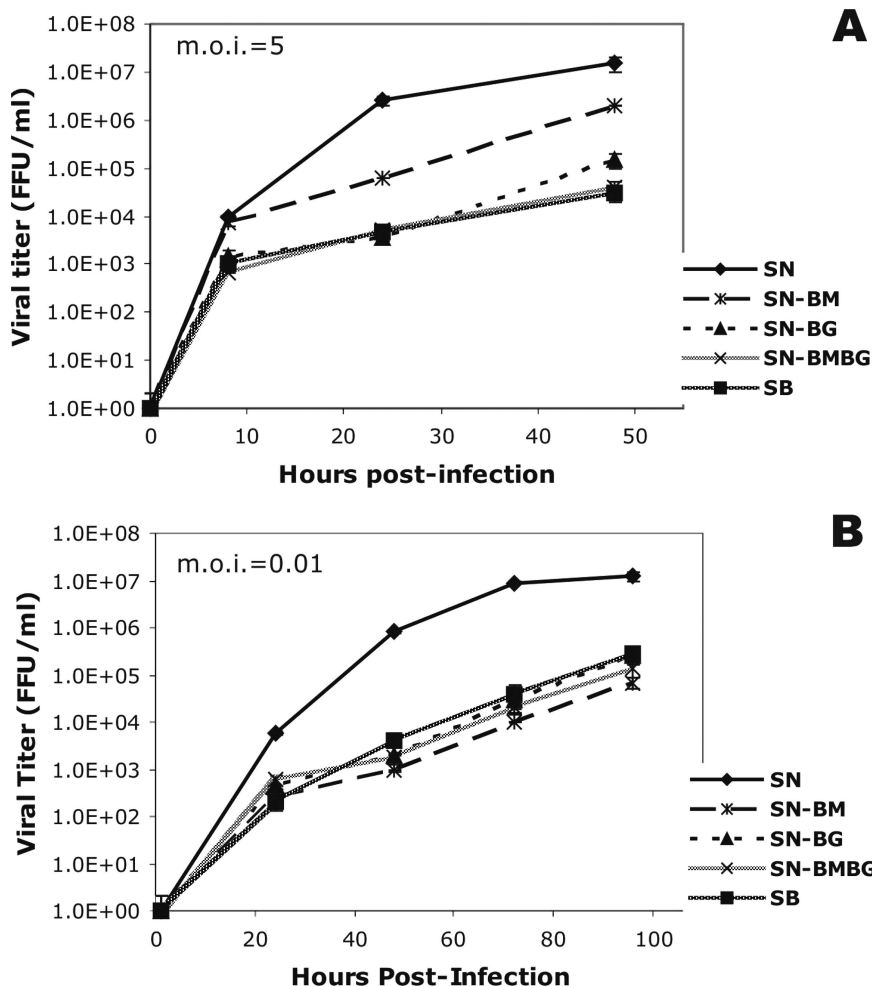 A
m.o.i.=5
Viral titer (FFU/ml)
1.0E+08
1.0E+07
1.0E+06
1.0E+05
1.0E+04
1.0E+03
1.0E+02
1.0E+01
1.0E+00
0 10 20 30 40 50
Hours post-infection
SN
SN-BM
SN-BG
SN-BMBG
SB
B
m.o.i.=0.01
Viral Titer (FFU/ml)
1.0E+08
1.0E+07
1.0E+06
1.0E+05
1.0E+04
1.0E+03
1.0E+02
1.0E+01
1.0E+00
0 20 40 60 80 100
Hours Post-Infection
SN
SN-BM
SN-BG
SN-BMBG
SB